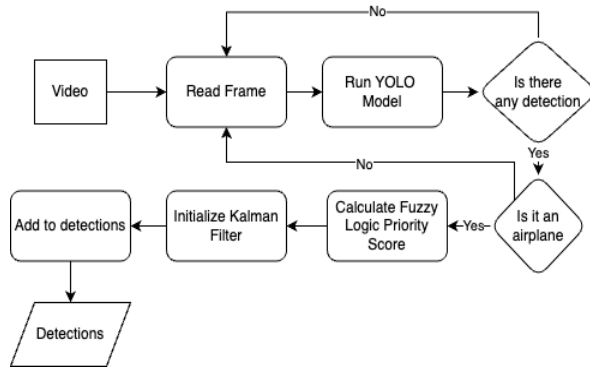 No
Video
Read Frame
Run YOLO
Model
Is there
any detection
Yes
No
Add to detections
Initialize Kalman
Filter
Calculate Fuzzy
Logic Priority
Score
Yes
Is it an
airplane
Detections